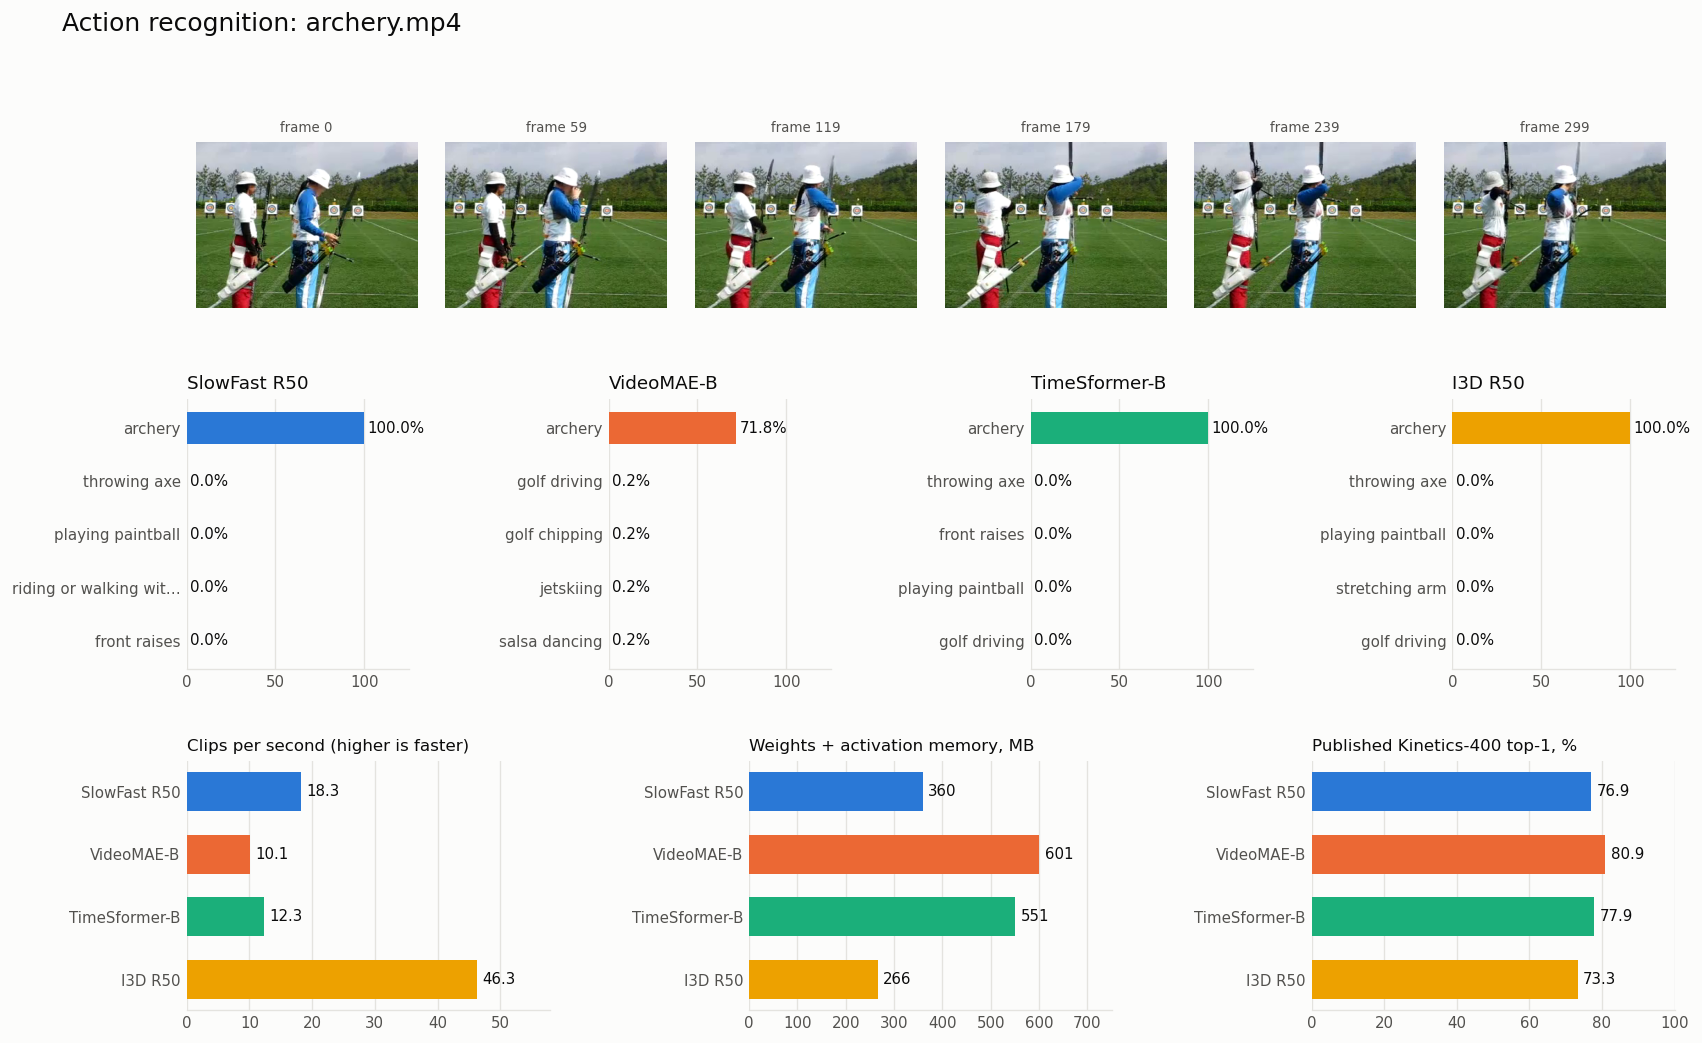 Action recognition: archery.mp4
frame 0
frame 59
frame 119
frame 179
frame 239
frame 299
SlowFast R50
archery 100.0%
throwing axe 0.0%
playing paintball 0.0%
riding or walking wit... 0.0%
front raises 0.0%
0 50 100
VideoMAE-B
archery 71.8%
golf driving 0.2%
golf chipping 0.2%
jetskiing 0.2%
salsa dancing 0.2%
0 50 100
TimeSformer-B
archery 100.0%
throwing axe 0.0%
front raises 0.0%
playing paintball 0.0%
golf driving 0.0%
0 50 100
I3D R50
archery 100.0%
throwing axe 0.0%
playing paintball 0.0%
stretching arm 0.0%
golf driving 0.0%
0 50 100
Clips per second (higher is faster)
SlowFast R50 18.3
VideoMAE-B 10.1
TimeSformer-B 12.3
I3D R50 46.3
0 10 20 30 40 50
Weights + activation memory, MB
SlowFast R50 360
VideoMAE-B 601
TimeSformer-B 551
I3D R50 266
0 100 200 300 400 500 600 700
Published Kinetics-400 top-1, %
SlowFast R50 76.9
VideoMAE-B 80.9
TimeSformer-B 77.9
I3D R50 73.3
0 20 40 60 80 100